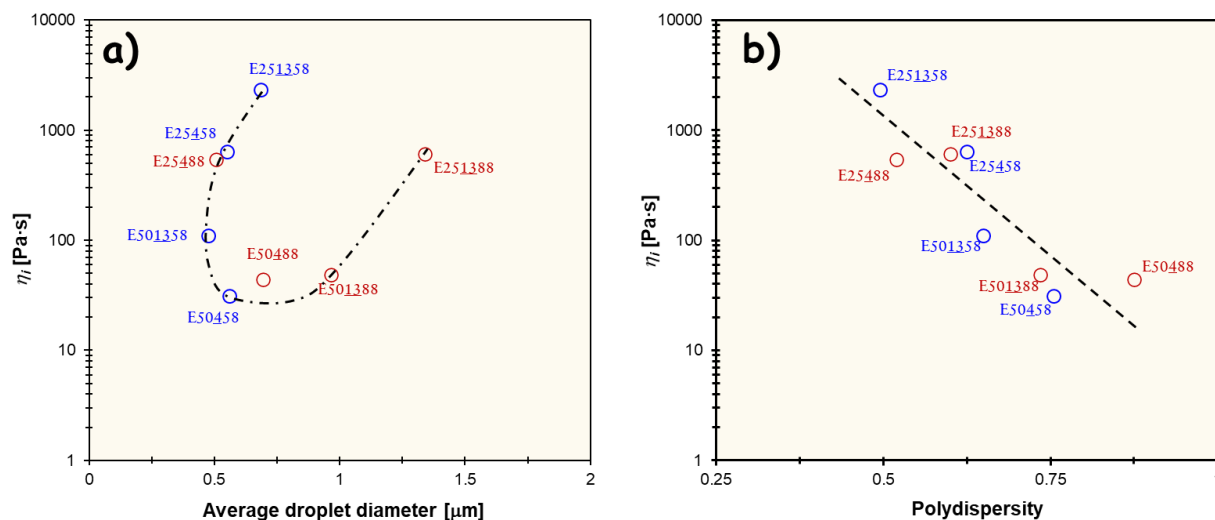 a)
10000
1000
100
10
1
ηi [Pa·s]
E251358
E25458
E25488
E501358
E50488
E251388
E501388
E50458
0
0.5
1
1.5
2
Average droplet diameter [μm]
b)
10000
1000
100
10
1
ηi [Pa·s]
E251358
E251388
E25488
E25458
E501358
E50488
E501388
E50458
0.25
0.5
0.75
Polydispersity